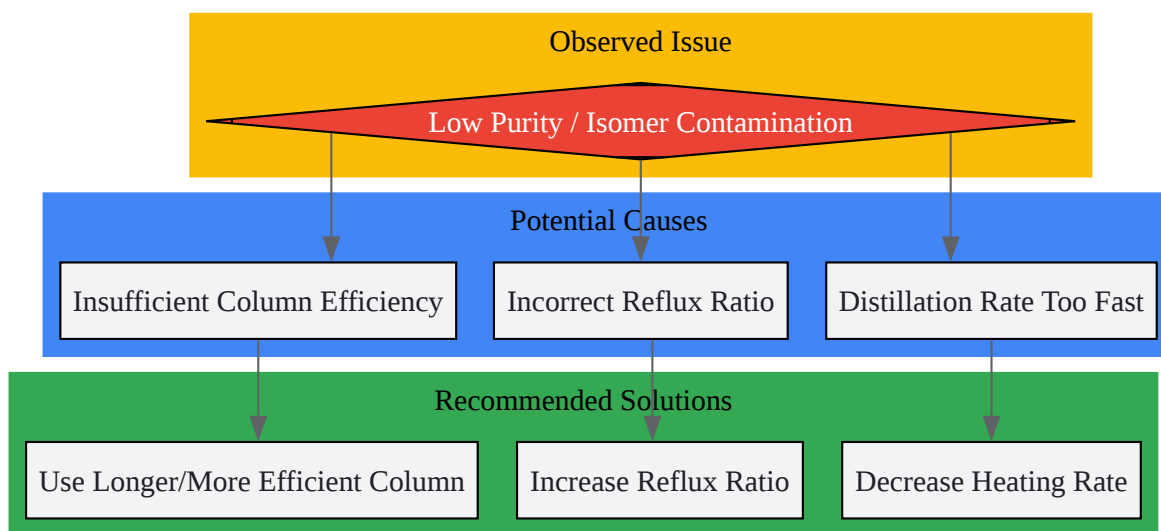 Observed Issue
Low Purity / Isomer Contamination
Potential Causes
Insufficient Column Efficiency
Incorrect Reflux Ratio
Distillation Rate Too Fast
Recommended Solutions
Use Longer/More Efficient Column
Increase Reflux Ratio
Decrease Heating Rate